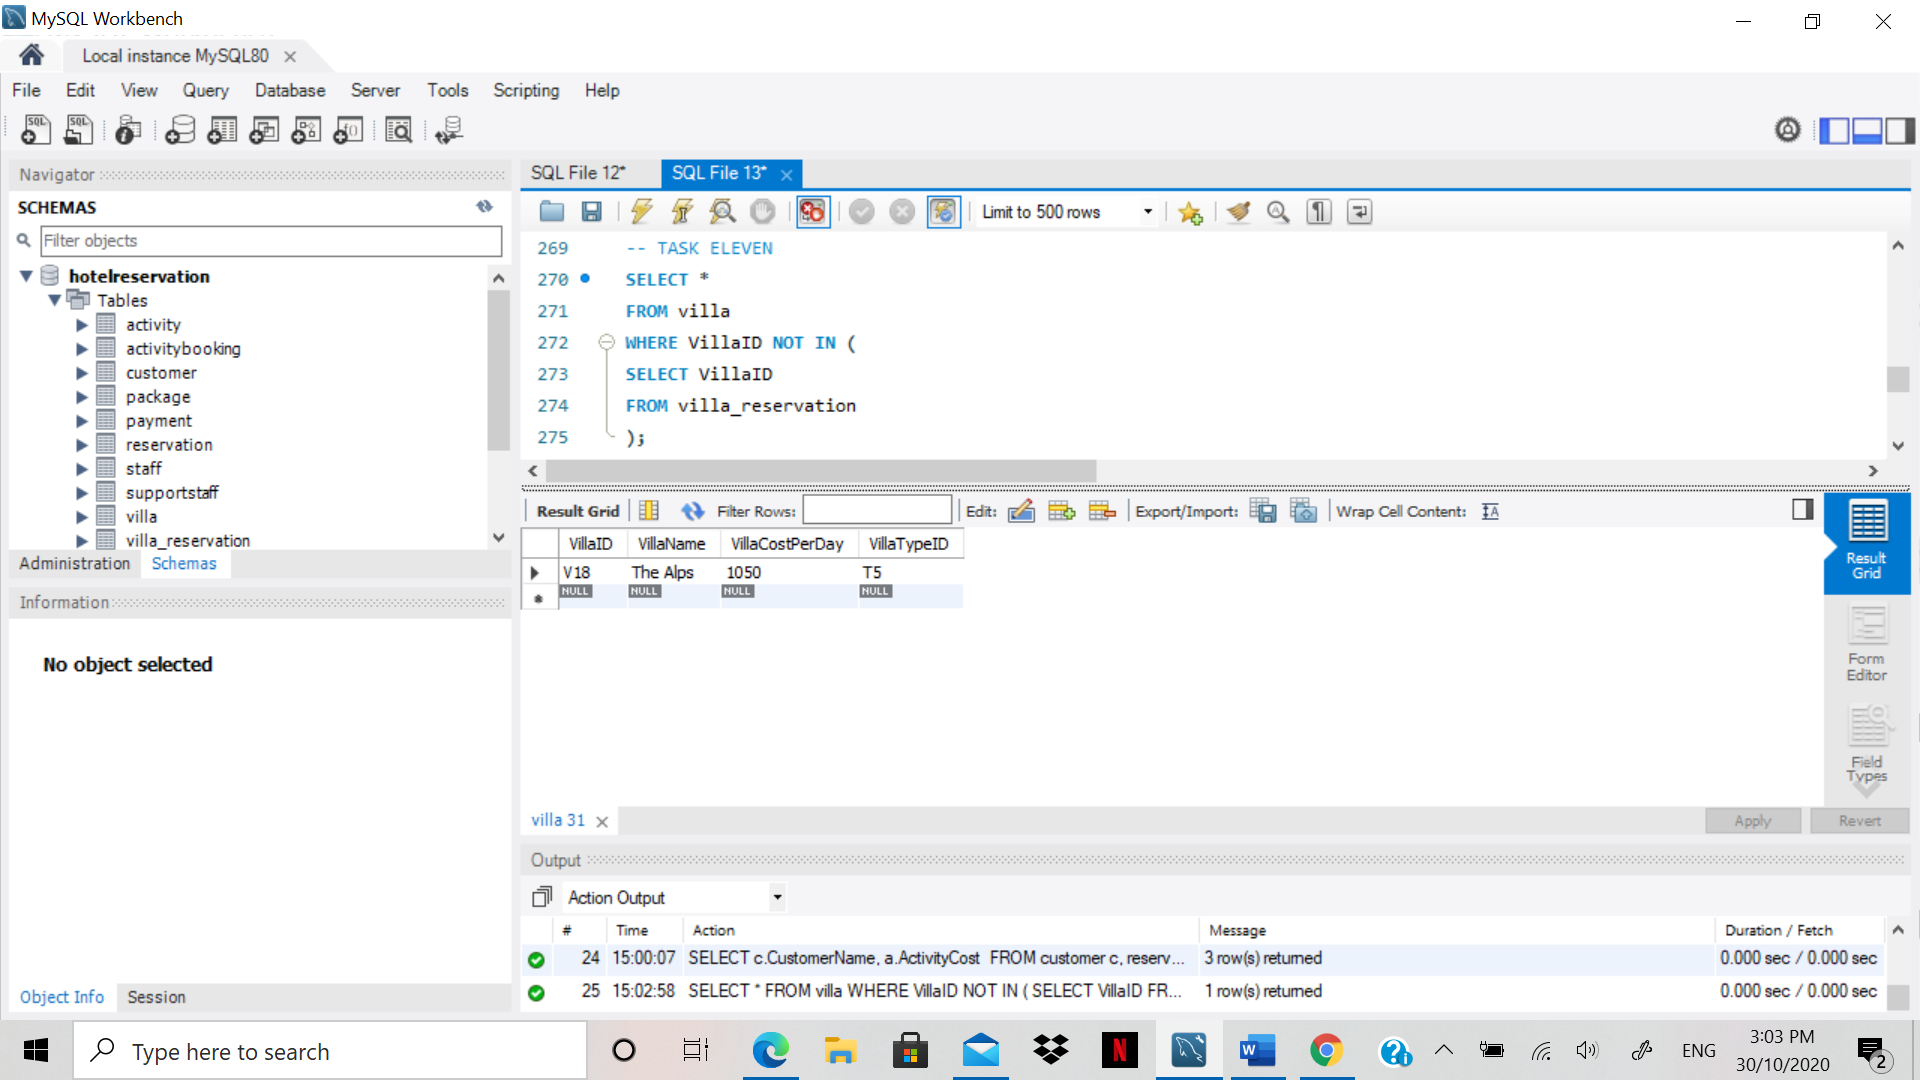 MySQL Workbench
Local instance MySQL80
File Edit View Query Database Server Tools Scripting Help
Navigator
SCHEMAS
Filter objects
hotelreservation
Tables
activity
activitybooking
customer
package
payment
reservation
staff
supportstaff
villa
villa_reservation
Administration Schemas
Information
No object selected
Object Info Session
SQL File 12* SQL File 13*
Limit to 500 rows
269 -- TASK ELEVEN
270 SELECT *
271 FROM villa
272 WHERE VillaID NOT IN (
273 SELECT VillaID
274 FROM villa_reservation
275 );
Result Grid Filter Rows: Edit: Export/Import: Wrap Cell Content:
VillaID VillaName VillaCostPerDay VillaTypeID
V18 The Alps 1050 T5
NULL NULL NULL NULL
Result
Grid
Form
Editor
Field
Types
villa 31
Apply Revert
Output
Action Output
# Time Action Message Duration / Fetch
24 15:00:07 SELECT c.CustomerName, a.ActivityCost FROM customer c, reserv... 3 row(s) returned 0.000 sec / 0.000 sec
25 15:02:58 SELECT * FROM villa WHERE VillaID NOT IN ( SELECT VillaID FR... 1 row(s) returned 0.000 sec / 0.000 sec
Type here to search
ENG
3:03 PM
30/10/2020
2